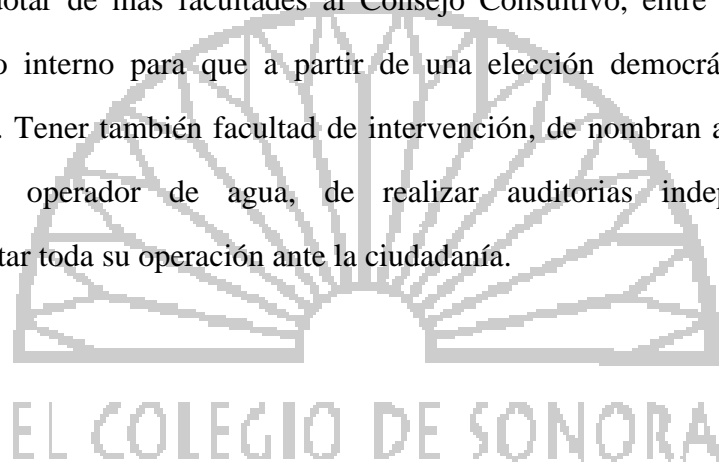 otar de más facultades al Consejo Consultivo, entre
o interno para que a partir de una elección democrá
. Tener también facultad de intervención, de nombran a
operador de agua, de realizar auditorias inde
tar toda su operación ante la ciudadanía.
EL COLEGIO DE SONORA